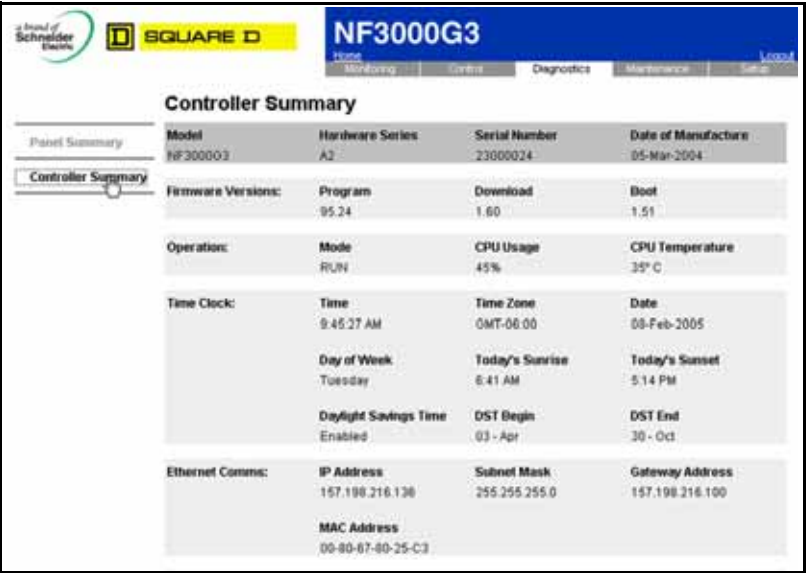 a brand of
Schneider
Electric
SQUARE D
NF3000G3
Home
Logout
Monitoring Control Diagnostics Maintenance Setup
Controller Summary
Panel Summary
Controller Summary
Model Hardware Series Serial Number Date of Manufacture
NF3000G3 A2 23000024 05-Mar-2004
Firmware Versions: Program Download Boot
95.24 1.60 1.51
Operation: Mode CPU Usage CPU Temperature
RUN 45% 35° C
Time Clock: Time Time Zone Date
9:45:27 AM GMT-06:00 08-Feb-2005
Day of Week Today's Sunrise Today's Sunset
Tuesday 6:41 AM 5:14 PM
Daylight Savings Time DST Begin DST End
Enabled 03 - Apr 30 - Oct
Ethernet Comms: IP Address Subnet Mask Gateway Address
157.198.216.136 255.255.255.0 157.198.216.100
MAC Address
00-80-67-80-25-C3